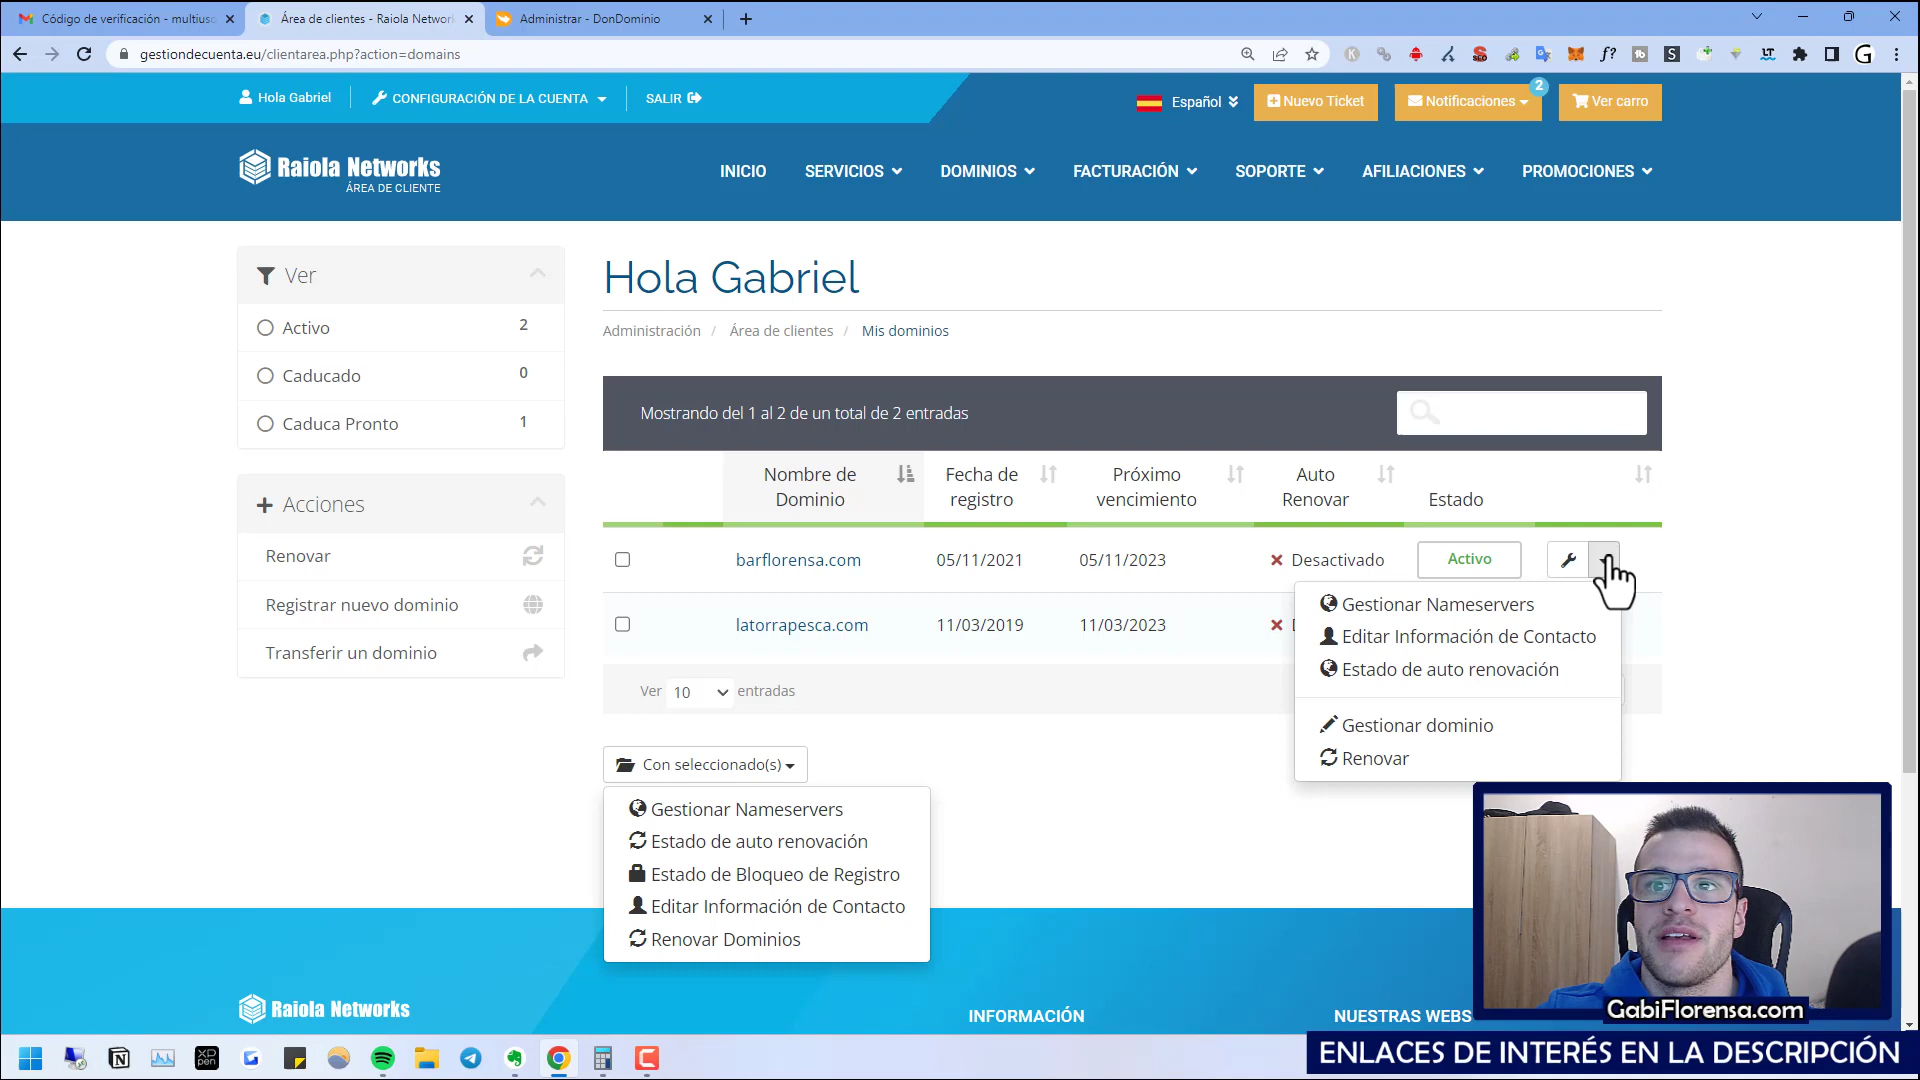 Código de verificación - multiuso
Área de clientes - Raiola Network
Administrar - DonDominio
gestiondecuenta.eu/clientarea.php?action=domains
Hola Gabriel
CONFIGURACIÓN DE LA CUENTA
SALIR
Español
Nuevo Ticket
Notificaciones
2
Ver carro
Raiola Networks
ÁREA DE CLIENTE
INICIO
SERVICIOS
DOMINIOS
FACTURACIÓN
SOPORTE
AFILIACIONES
PROMOCIONES
Ver
Activo 2
Caducado 0
Caduca Pronto 1
Acciones
Renovar
Registrar nuevo dominio
Transferir un dominio
Hola Gabriel
Administración / Área de clientes / Mis dominios
Mostrando del 1 al 2 de un total de 2 entradas
Nombre de
Dominio
Fecha de
registro
Próximo
vencimiento
Auto
Renovar
Estado
barflorensa.com 05/11/2021 05/11/2023 Desactivado Activo
latorrapesca.com 11/03/2019 11/03/2023
Gestionar Nameservers
Editar Información de Contacto
Estado de auto renovación
Gestionar dominio
Renovar
Ver 10 entradas
Con seleccionado(s)
Gestionar Nameservers
Estado de auto renovación
Estado de Bloqueo de Registro
Editar Información de Contacto
Renovar Dominios
Raiola Networks
INFORMACIÓN
NUESTRAS WEBS
GabiFlorensa.com
ENLACES DE INTERÉS EN LA DESCRIPCIÓN